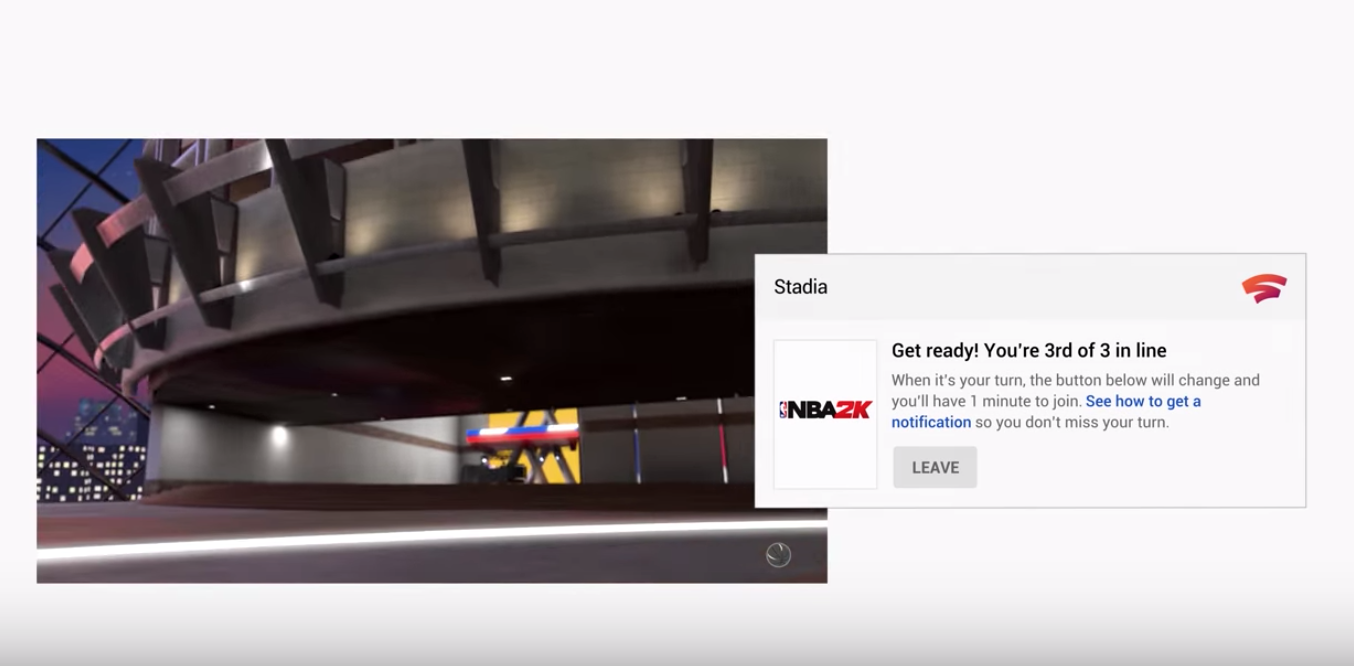 Stadia
Get ready! You're 3rd of 3 in line
When it's your turn, the button below will change and
you'll have 1 minute to join. See how to get a
notification so you don't miss your turn.
NBA2K
LEAVE